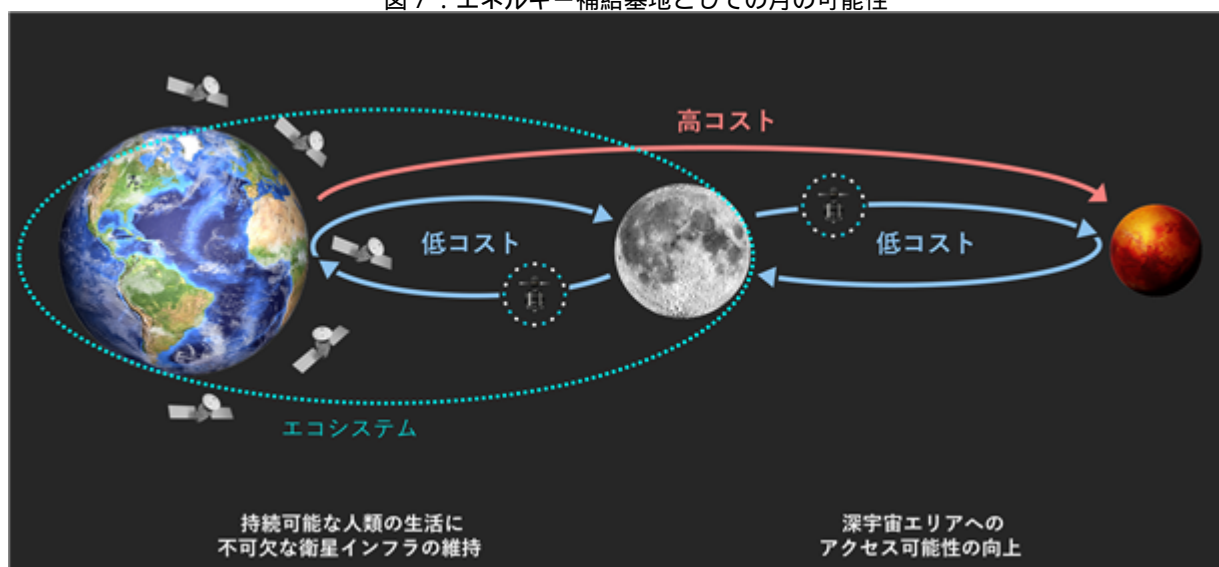 図7：エネルギー補給基地としての月の可能性
高コスト
低コスト
低コスト
エコシステム
持続可能な人類の生活に
不可欠な衛星インフラの維持
深宇宙エリアへの
アクセス可能性の向上